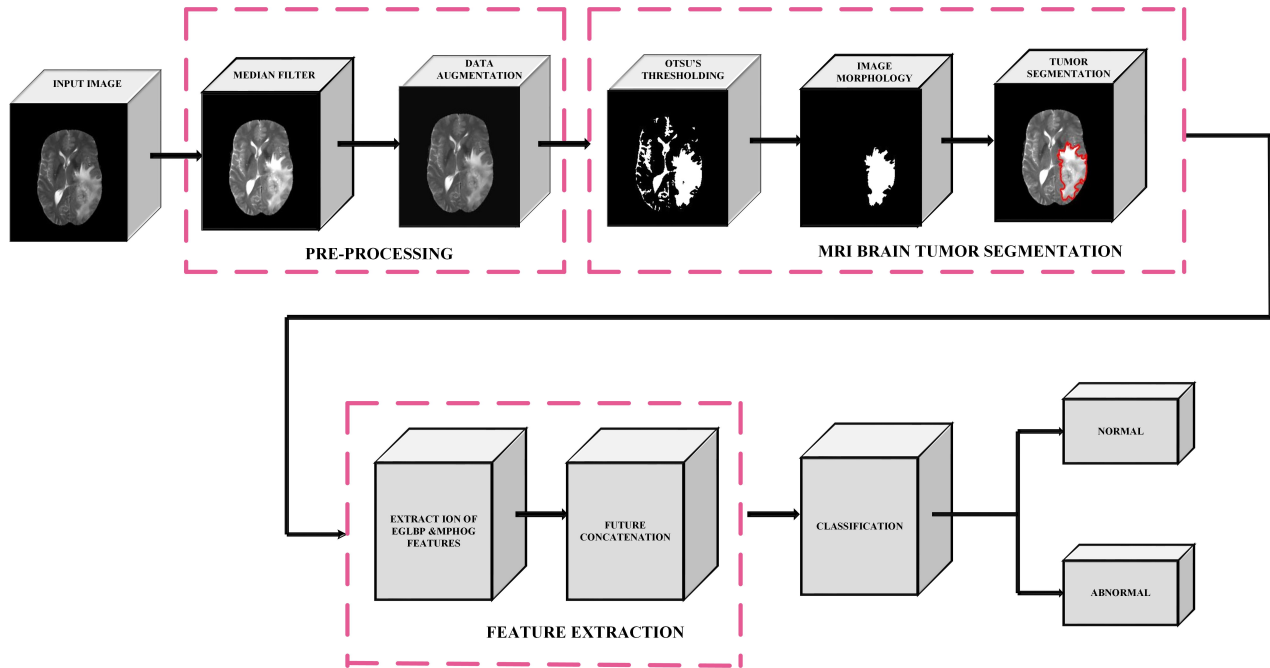 INPUT IMAGE
MEDIAN FILTER
DATA
AUGMENTATION
PRE-PROCESSING
OTSU'S
THRESHOLDING
IMAGE
MORPHOLOGY
TUMOR
SEGMENTATION
MRI BRAIN TUMOR SEGMENTATION
EXTRACT ION OF
EGLBP &MPHOG
FEATURES
FUTURE
CONCATENATION
FEATURE EXTRACTION
CLASSIFICATION
NORMAL
ABNORMAL